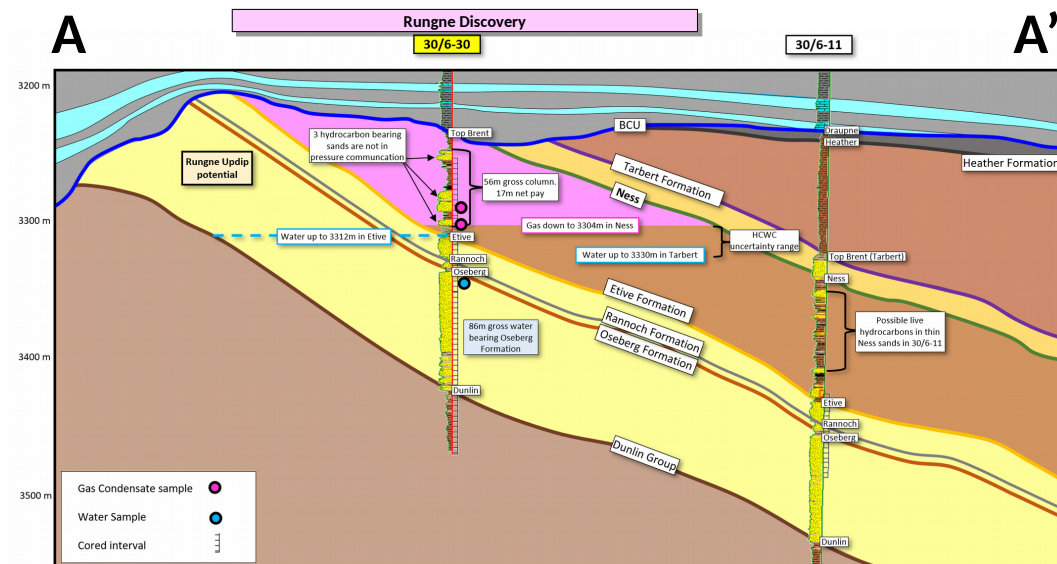 A
Rungne Discovery
A’
30/6-30
30/6-11
3200 m
3300 m
3400 m
3500 m
Top Brent
BCU
Draupne
Heather
Heather Formation
3 hydrocarbon bearing
sands are not in
pressure communcation
Rungne Updip
potential
56m gross column.
17m net pay
Tarbert Formation
Ness
Gas down to 3304m in Ness
Water up to 3312m in Etive
Etive
HCWC
uncertainty range
Water up to 3330m in Tarbert
Top Brent (Tarbert)
Rannoch
Oseberg
Ness
Etive Formation
Rannoch Formation
Oseberg Formation
86m gross water
bearing Oseberg
Formation
Possible live
hydrocarbons in thin
Ness sands in 30/6-11
Dunlin
Etive
Rannoch
Oseberg
Dunlin Group
Dunlin
Gas Condensate sample
Water Sample
Cored interval